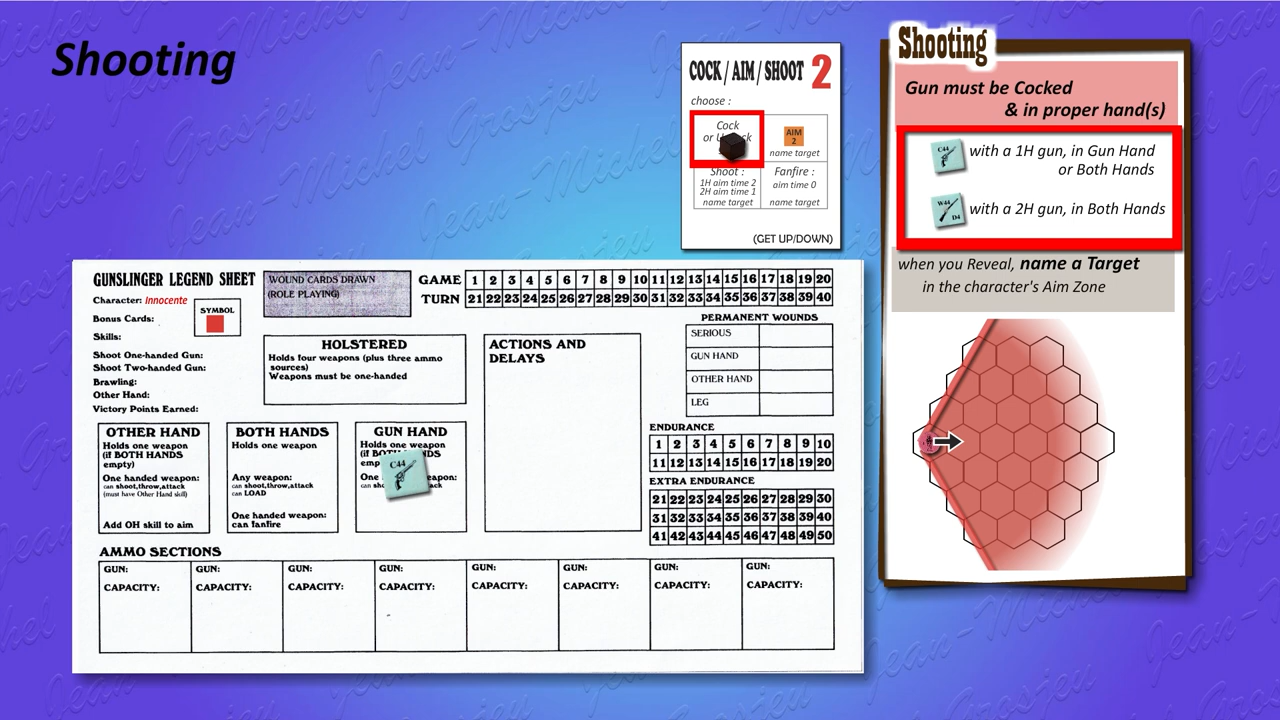 Shooting
COCK / AIM / SHOOT 2
choose :
Cock
or
AIM
2
name target
Shoot :
1H aim time 2
2H aim time 1
name target
Fanfire :
aim time 0
name target
(GET UP/DOWN)
Shooting
Gun must be Cocked
& in proper hand(s)
C44
with a 1H gun, in Gun Hand
or Both Hands
W44
D4
with a 2H gun, in Both Hands
when you Reveal, name a Target
in the character's Aim Zone
GUNSLINGER LEGEND SHEET
Character: Innocente
Bonus Cards:
SYMBOL
Skills:
Shoot One-handed Gun:
Shoot Two-handed Gun:
Brawling:
Other Hand:
Victory Points Earned:
WOUND CARDS DRAWN
(ROLE PLAYING)
GAME 1 2 3 4 5 6 7 8 9 10 11 12 13 14 15 16 17 18 19 20
TURN 21 22 23 24 25 26 27 28 29 30 31 32 33 34 35 36 37 38 39 40
HOLSTERED
Holds four weapons (plus three ammo
sources)
Weapons must be one-handed
ACTIONS AND
DELAYS
PERMANENT WOUNDS
SERIOUS
GUN HAND
OTHER HAND
LEG
OTHER HAND
Holds one weapon
(if BOTH HANDS
empty)
One handed weapon:
can shoot,throw,attack
(must have Other Hand skill)
Add OH skill to aim
BOTH HANDS
Holds one weapon
Any weapon:
can shoot,throw,attack
can LOAD
One handed weapon:
can fanfire
GUN HAND
Holds one weapon
(if BOTH HANDS
C44
ENDURANCE
1 2 3 4 5 6 7 8 9 10
11 12 13 14 15 16 17 18 19 20
EXTRA ENDURANCE
21 22 23 24 25 26 27 28 29 30
31 32 33 34 35 36 37 38 39 40
41 42 43 44 45 46 47 48 49 50
AMMO SECTIONS
GUN: GUN: GUN: GUN: GUN: GUN: GUN: GUN:
CAPACITY: CAPACITY: CAPACITY: CAPACITY: CAPACITY: CAPACITY: CAPACITY: CAPACITY:
Jean-Michel Grosjeu